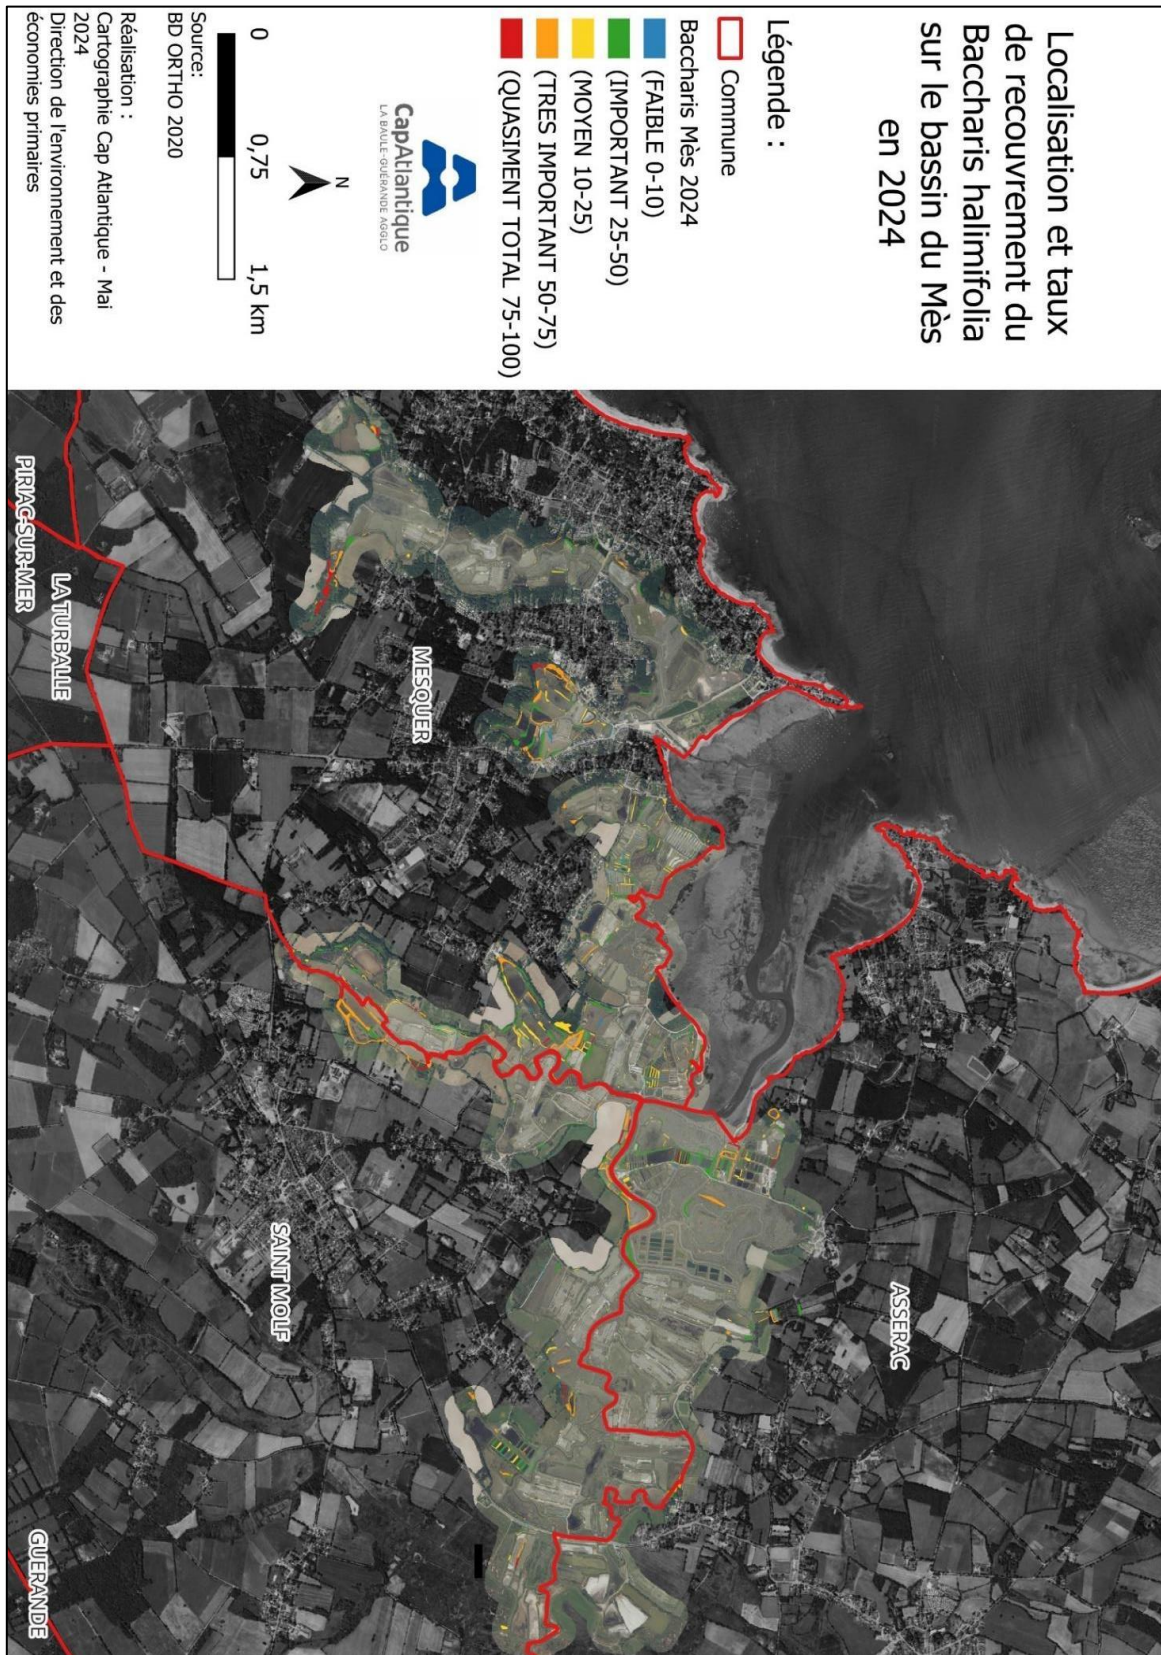 Localisation et taux
de recouvrement du
Baccharis halimifolia
sur le bassin du Mès
en 2024
Légende :
Commune
Baccharis Mès 2024
(FAIBLE 0-10)
(IMPORTANT 25-50)
(MOYEN 10-25)
(TRES IMPORTANT 50-75)
(QUASIMENT TOTAL 75-100)
CapAtlantique
LA BAULE-GUÉRANDE AGGLO
N
0 0,75 1,5 km
Source:
BD ORTHO 2020
Réalisation :
Cartographie Cap Atlantique - Mai
2024
Direction de l'environnement et des
économies primaires
ASSERAC
MESQUER
SAINT MOLF
LA TURBALLE
PIRIAC-SUR-MER
GUERANDE